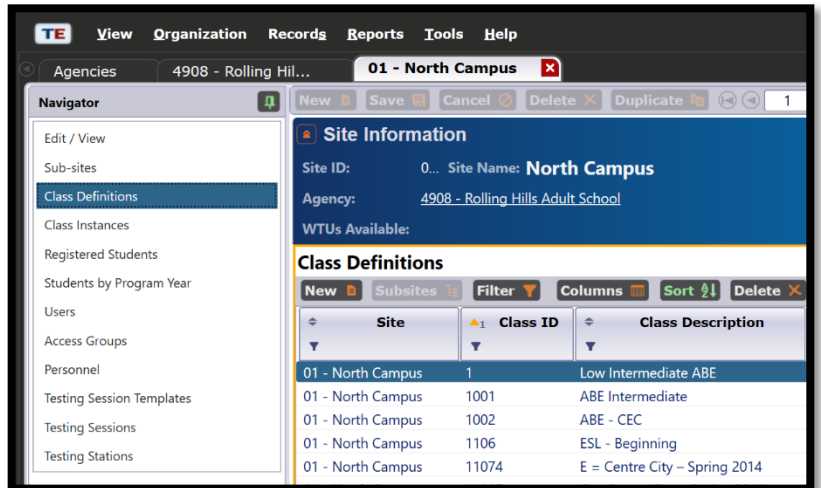 TE View Organization Records Reports Tools Help
Agencies 4908 - Rolling Hil... 01 - North Campus
Navigator
New Save Cancel Delete Duplicate 1
Edit / View
Sub-sites
Class Definitions
Class Instances
Registered Students
Students by Program Year
Users
Access Groups
Personnel
Testing Session Templates
Testing Sessions
Testing Stations
Site Information
Site ID: 0... Site Name: North Campus
Agency: 4908 - Rolling Hills Adult School
WTUs Available:
Class Definitions
New Subsites Filter Columns Sort Delete
Site 1 Class ID Class Description
01 - North Campus 1 Low Intermediate ABE
01 - North Campus 1001 ABE Intermediate
01 - North Campus 1002 ABE - CEC
01 - North Campus 1106 ESL - Beginning
01 - North Campus 11074 E = Centre City – Spring 2014